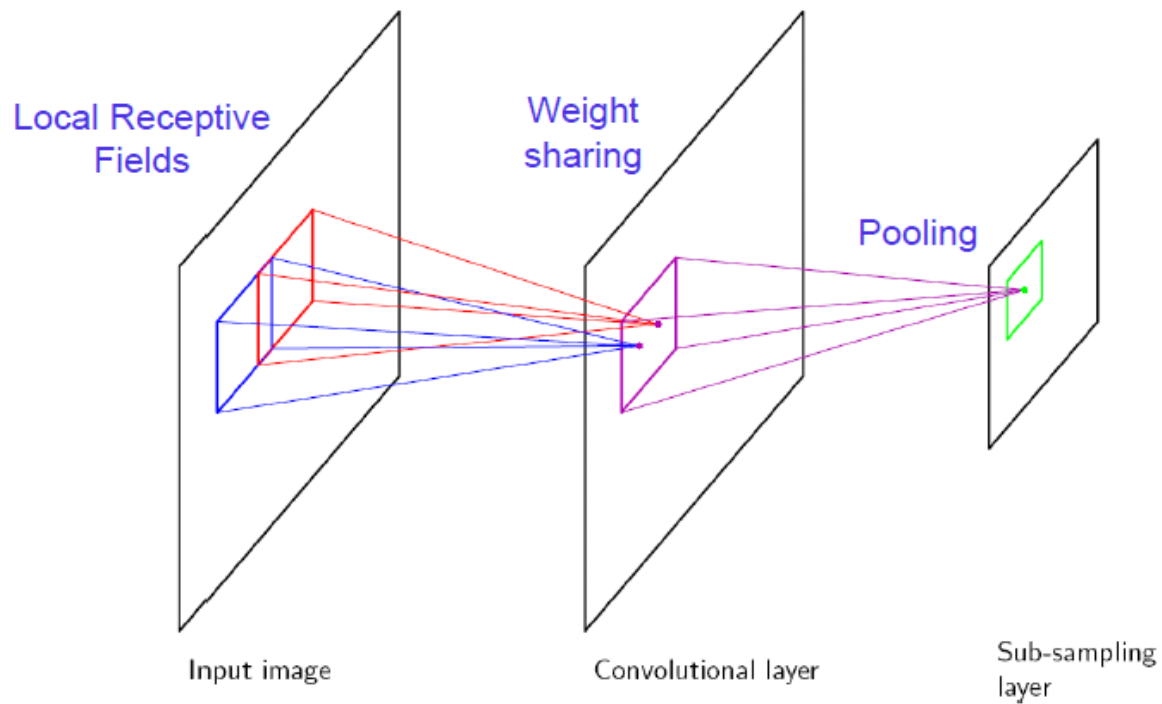 Local Receptive
Fields
Weight
sharing
Pooling
Input image
Convolutional layer
Sub-sampling
layer